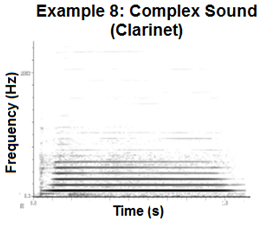 Example 8: Complex Sound
(Clarinet)
Frequency (Hz)
Time (s)